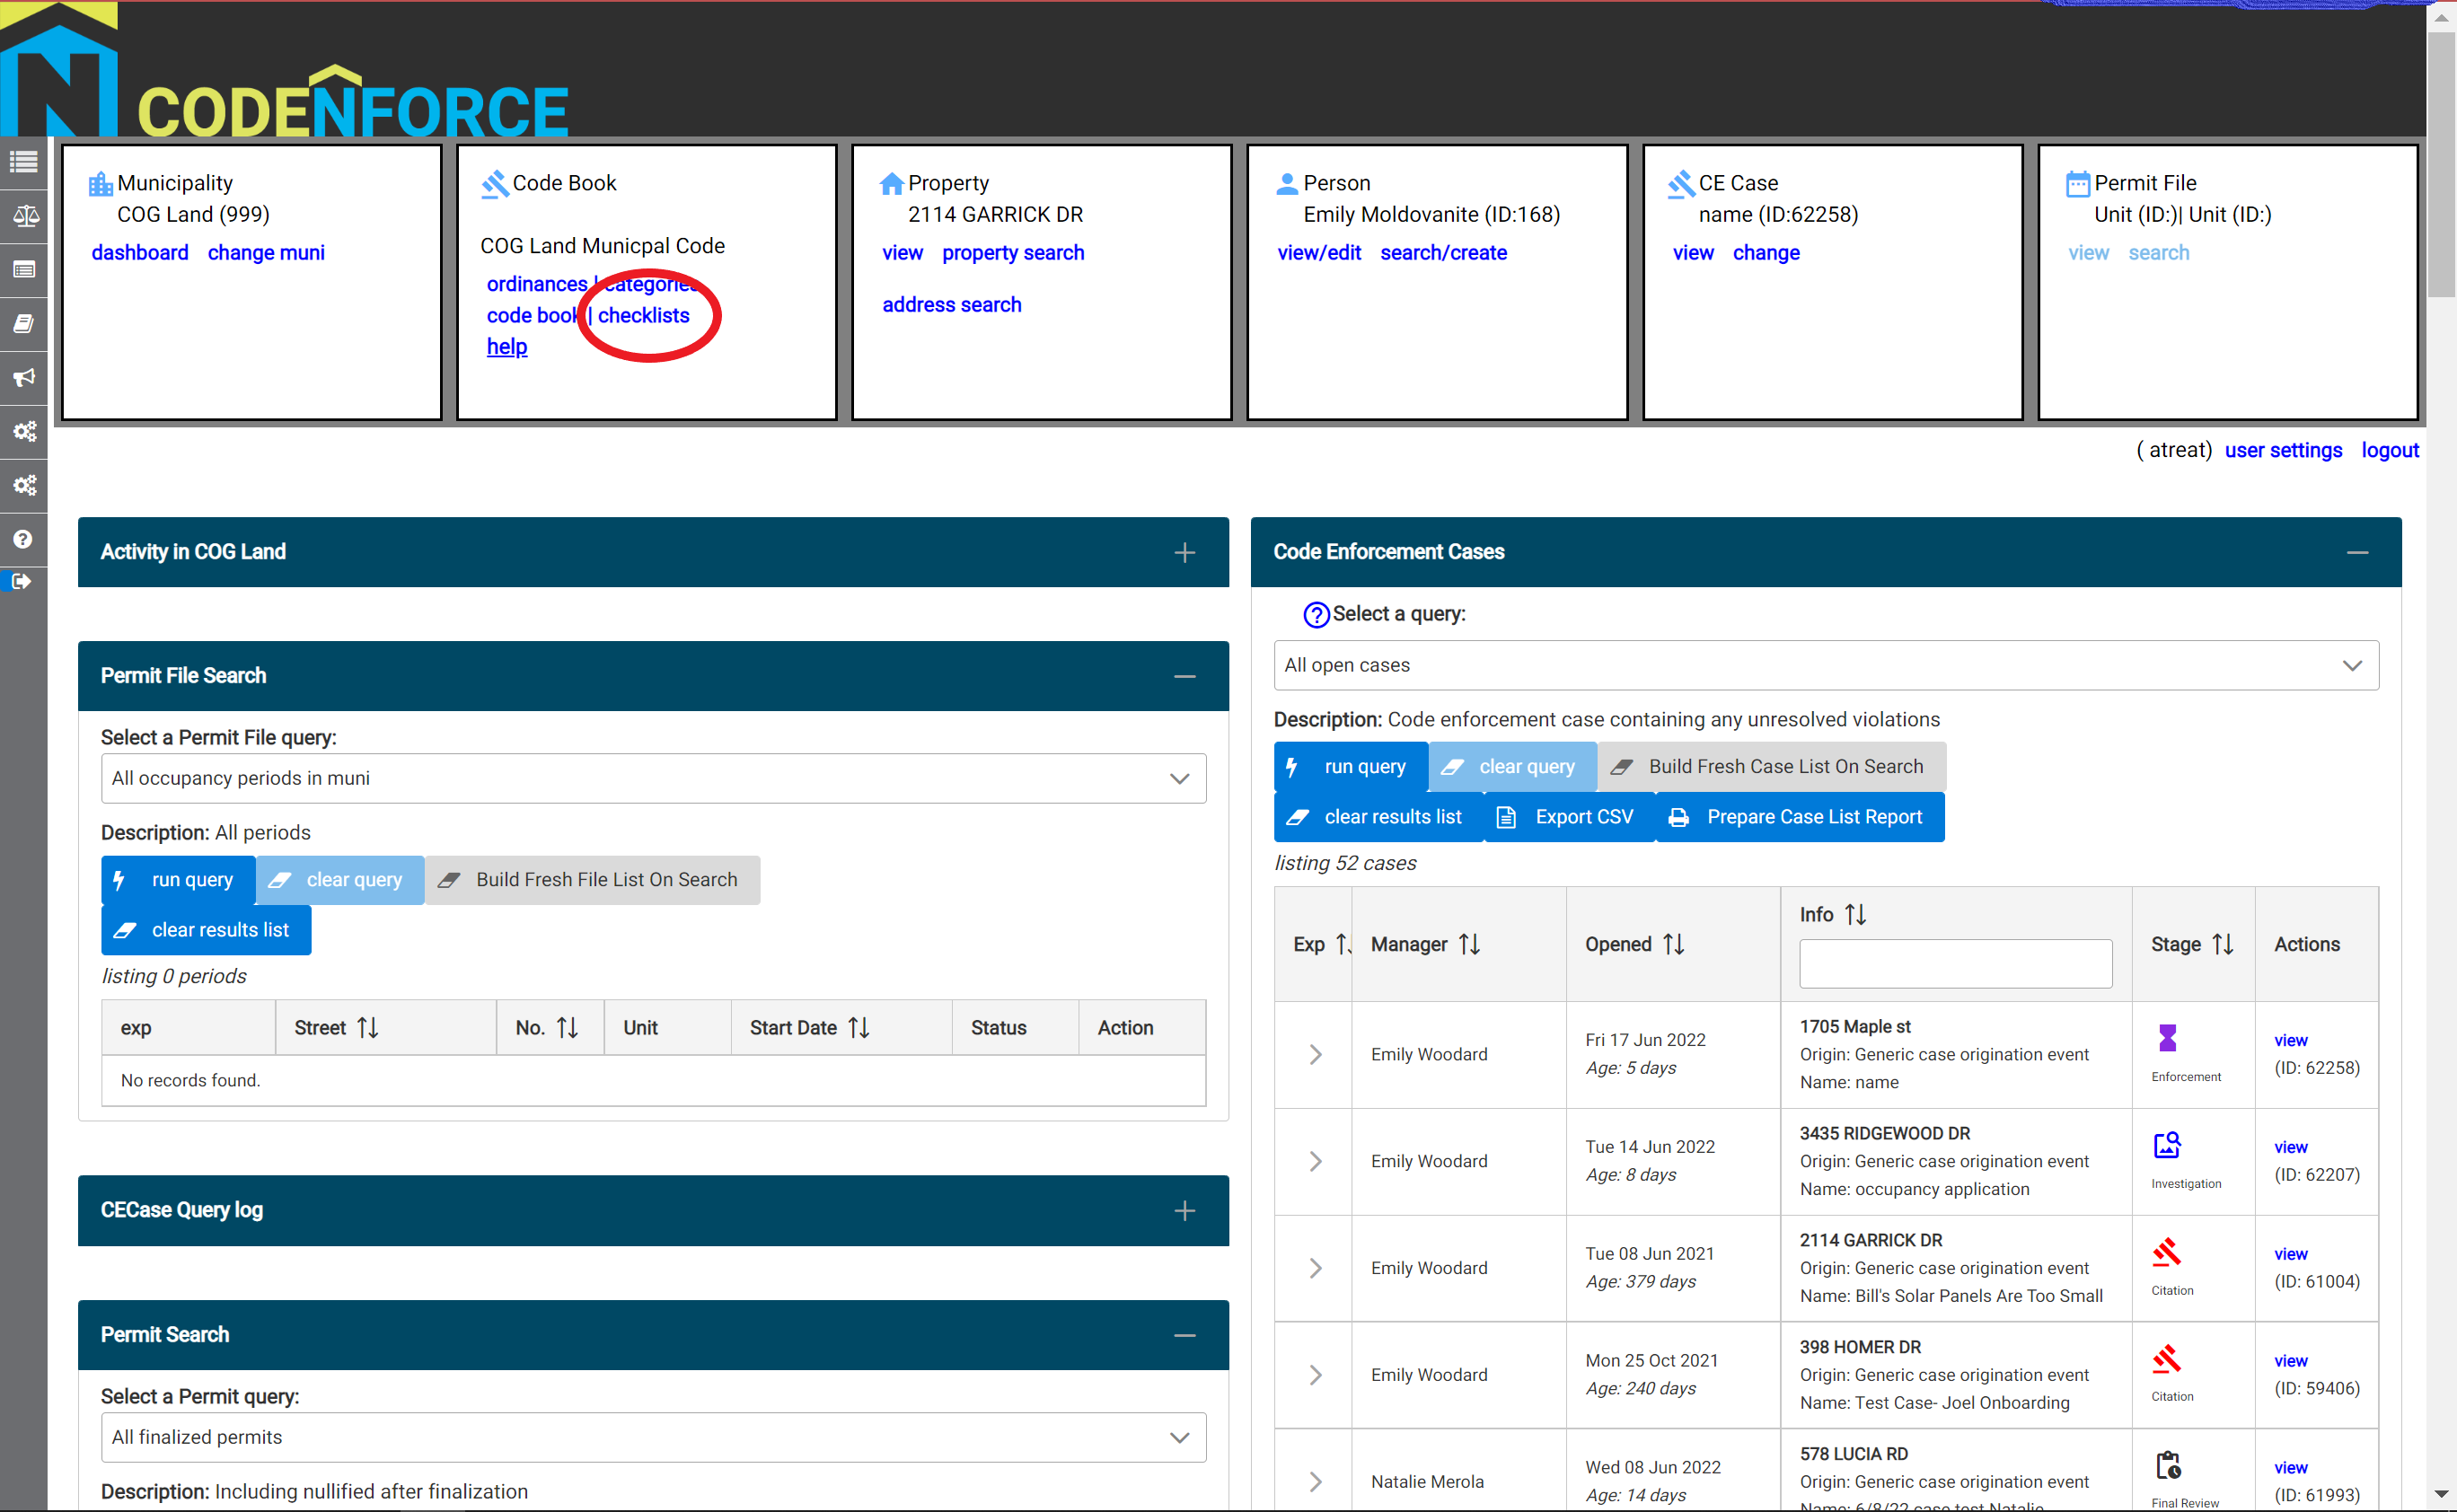 CODENFORCE
Municipality
COG Land (999)
dashboard change muni
Code Book
COG Land Municpal Code
ordinances | categories
code book | checklists
help
Property
2114 GARRICK DR
view property search
address search
Person
Emily Moldovanite (ID:168)
view/edit search/create
CE Case
name (ID:62258)
view change
Permit File
Unit (ID:)| Unit (ID:)
view search
( atreat) user settings logout
Activity in COG Land
Permit File Search
Select a Permit File query:
All occupancy periods in muni
Description: All periods
run query clear query Build Fresh File List On Search
clear results list
listing 0 periods
exp Street No. Unit Start Date Status Action
No records found.
CECase Query log
Permit Search
Select a Permit query:
All finalized permits
Description: Including nullified after finalization
Code Enforcement Cases
Select a query:
All open cases
Description: Code enforcement case containing any unresolved violations
run query clear query Build Fresh Case List On Search
clear results list Export CSV Prepare Case List Report
listing 52 cases
Exp Manager Opened Info Stage Actions
Emily Woodard
Fri 17 Jun 2022
Age: 5 days
1705 Maple st
Origin: Generic case origination event
Name: name
Enforcement
view
(ID: 62258)
Emily Woodard
Tue 14 Jun 2022
Age: 8 days
3435 RIDGEWOOD DR
Origin: Generic case origination event
Name: occupancy application
Investigation
view
(ID: 62207)
Emily Woodard
Tue 08 Jun 2021
Age: 379 days
2114 GARRICK DR
Origin: Generic case origination event
Name: Bill's Solar Panels Are Too Small
Citation
view
(ID: 61004)
Emily Woodard
Mon 25 Oct 2021
Age: 240 days
398 HOMER DR
Origin: Generic case origination event
Name: Test Case- Joel Onboarding
Citation
view
(ID: 59406)
Natalie Merola
Wed 08 Jun 2022
Age: 14 days
578 LUCIA RD
Origin: Generic case origination event
Name: 6/8/22 case test Natalie
Final Review
view
(ID: 61993)